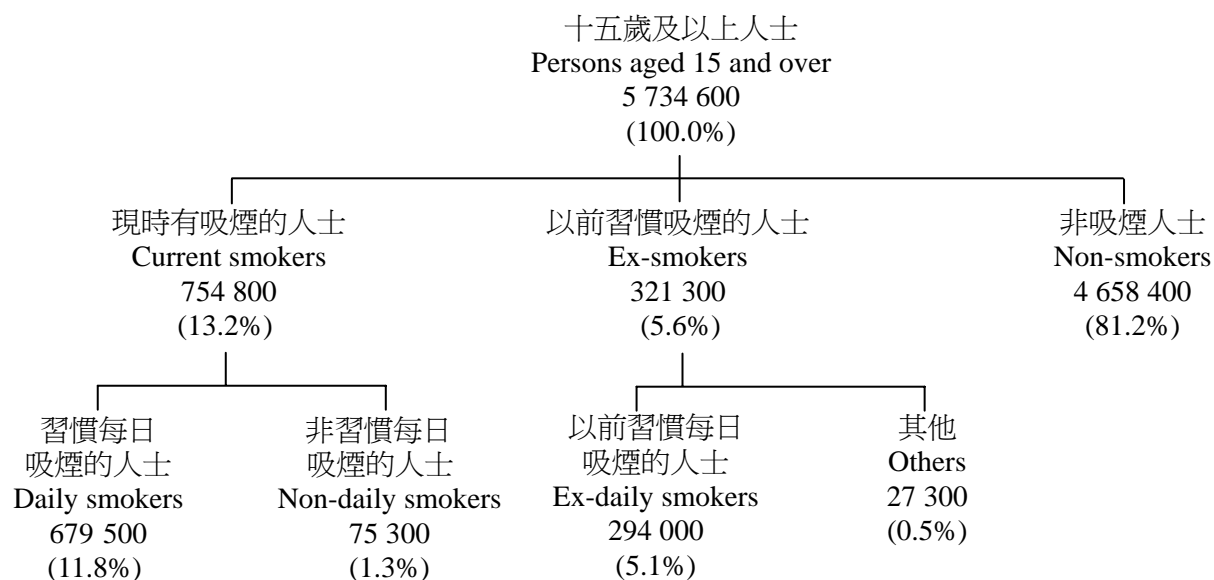 十五歲及以上人士
Persons aged 15 and over
5 734 600
(100.0%)
現時有吸煙的人士
Current smokers
754 800
(13.2%)
以前習慣吸煙的人士
Ex-smokers
321 300
(5.6%)
非吸煙人士
Non-smokers
4 658 400
(81.2%)
習慣每日
吸煙的人士
Daily smokers
679 500
(11.8%)
非習慣每日
吸煙的人士
Non-daily smokers
75 300
(1.3%)
以前習慣每日
吸煙的人士
Ex-daily smokers
294 000
(5.1%)
其他
Others
27 300
(0.5%)